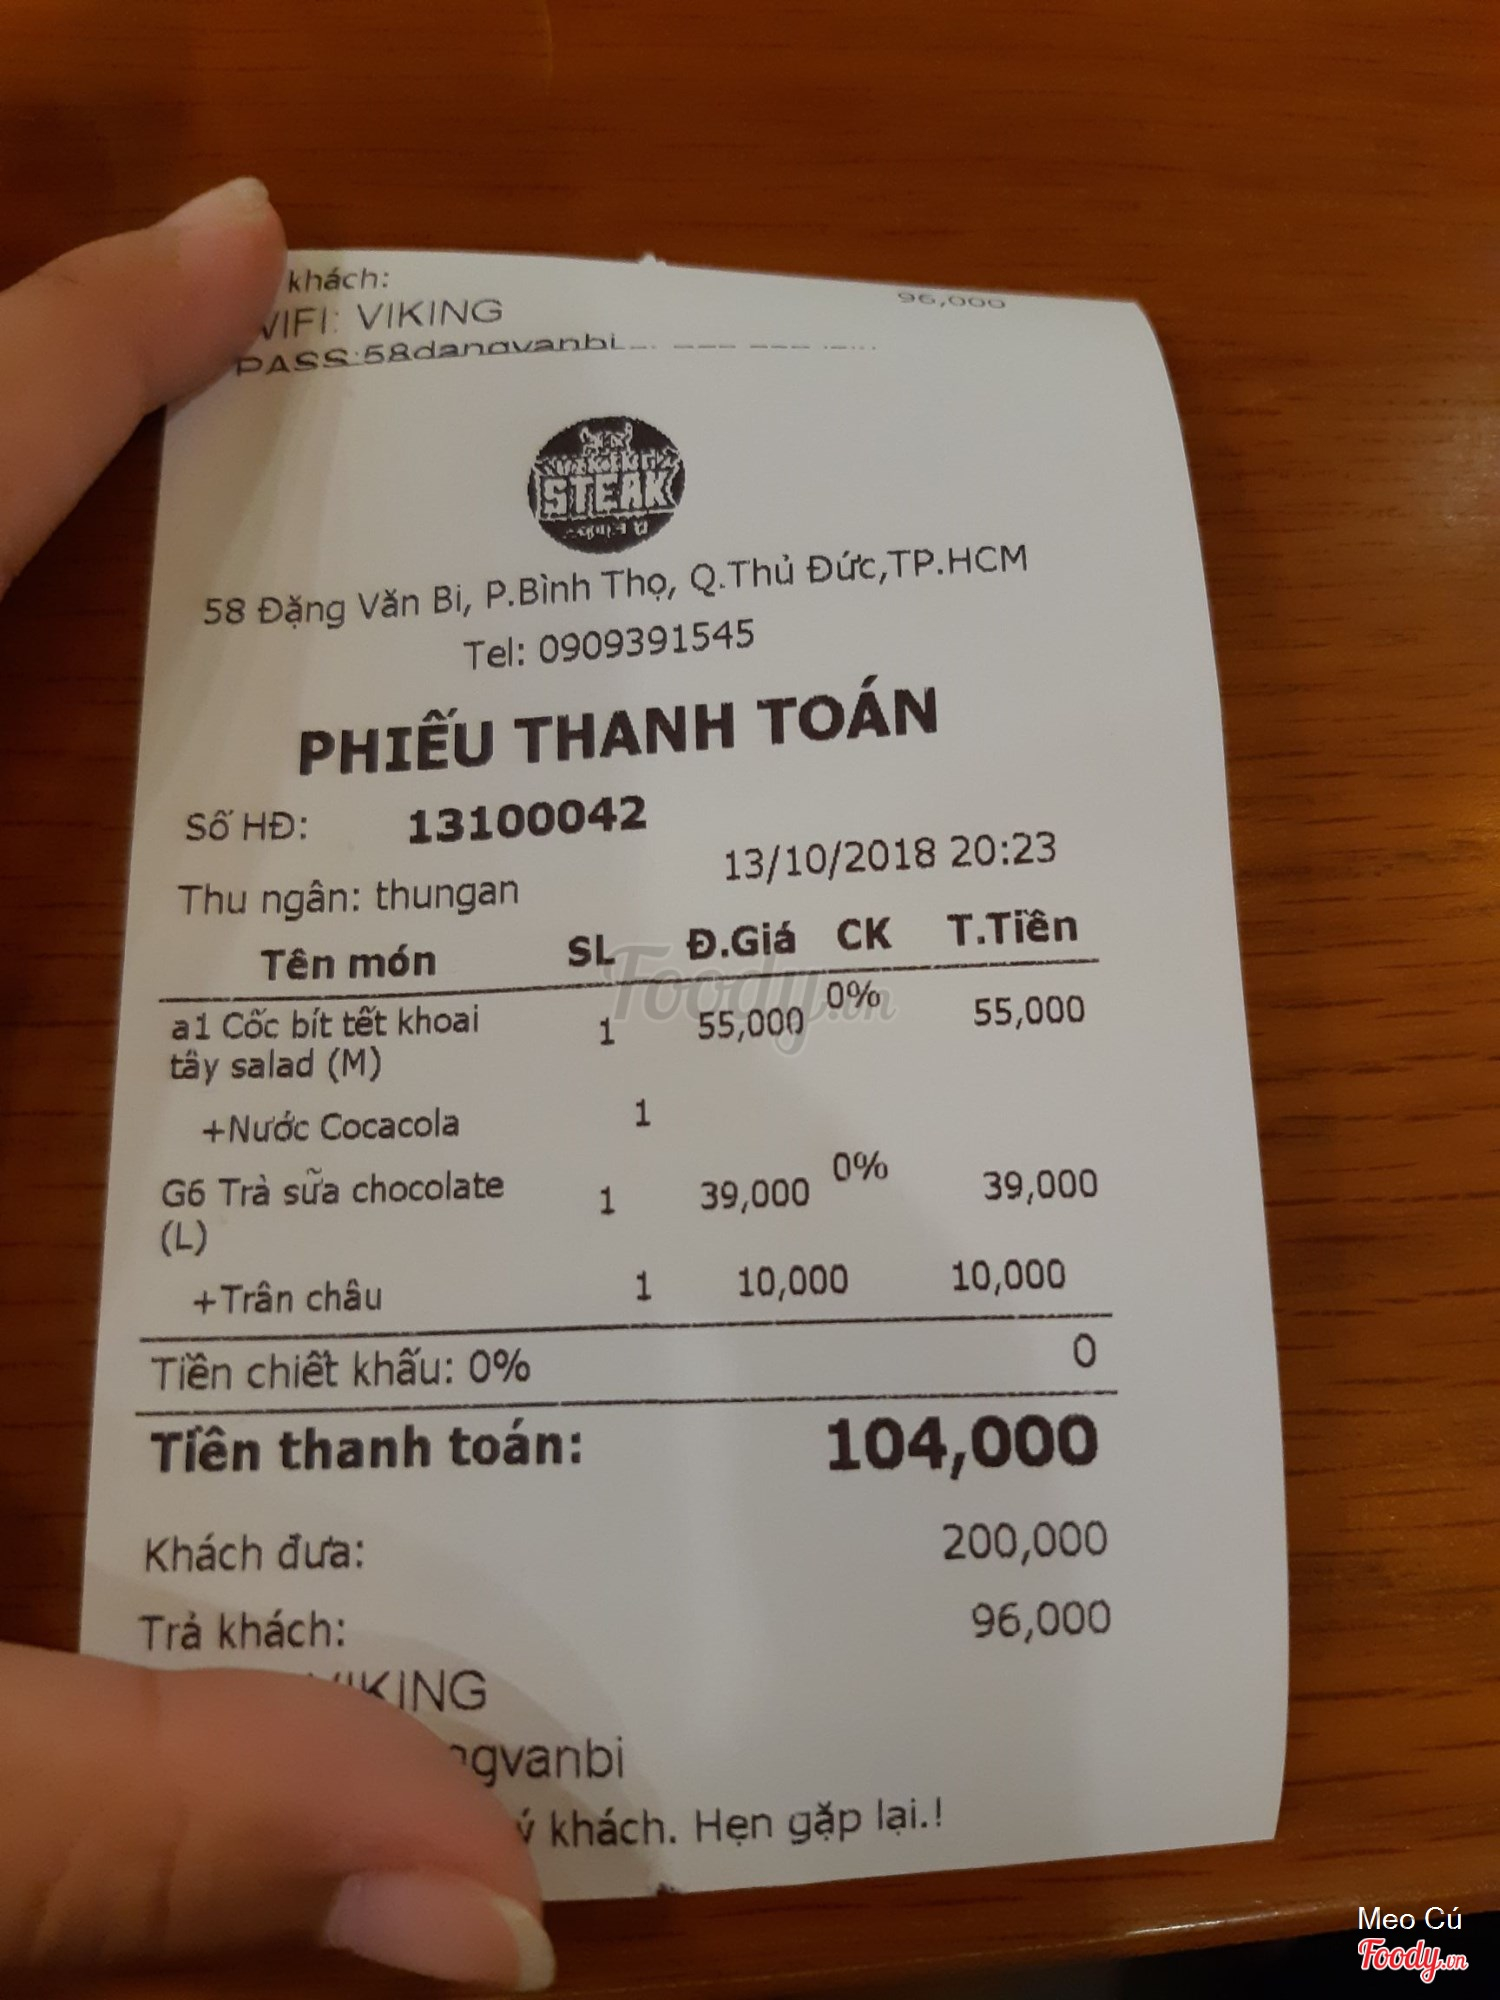 khách:
96,000
WIFI: VIKING
PASS:58dangvanbi
STEAK
58 Đặng Văn Bi, P.Bình Thọ, Q.Thủ Đức,TP.HCM
Tel: 0909391545
PHIẾU THANH TOÁN
Số HĐ: 13100042
13/10/2018 20:23
Thu ngân: thungan
Tên món SL Đ.Giá CK T.Tiền
a1 Cốc bít tết khoai 1 55,000 0% 55,000
tây salad (M)
+Nước Cocacola 1
G6 Trà sữa chocolate 1 39,000 0% 39,000
(L)
+Trân châu 1 10,000 10,000
Tiền chiết khấu: 0% 0
Tiền thanh toán: 104,000
Khách đưa: 200,000
Trả khách: 96,000
VIKING
ngvanbi
ý khách. Hẹn gặp lại.!
Foody.vn
Meo Cú
Foody.vn